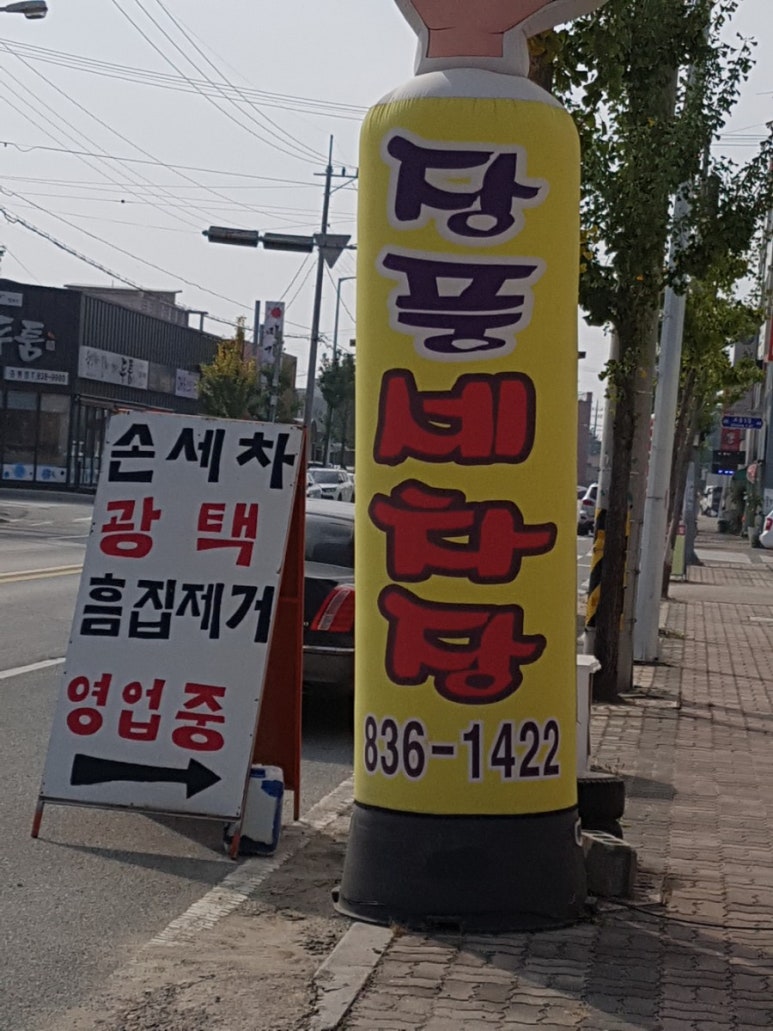 손세차
광택
흠집제거
영업중
당풍
세차장
836-1422